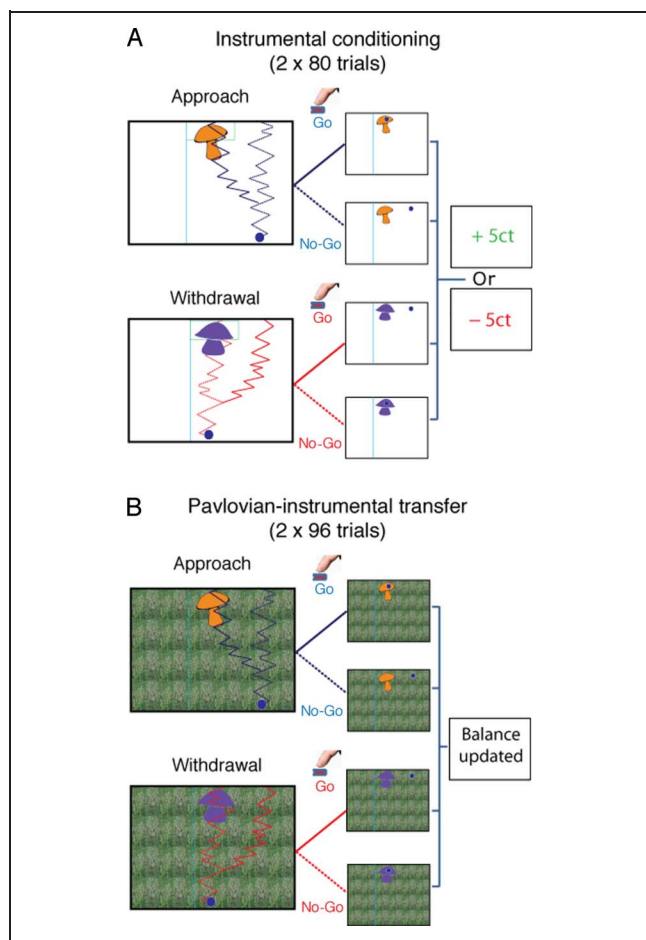 A
Instrumental conditioning
(2 x 80 trials)
Approach
Go
No-Go
Withdrawal
Go
No-Go
+ 5ct
Or
– 5ct
B
Pavlovian-instrumental transfer
(2 x 96 trials)
Approach
Go
No-Go
Withdrawal
Go
No-Go
Balance
updated